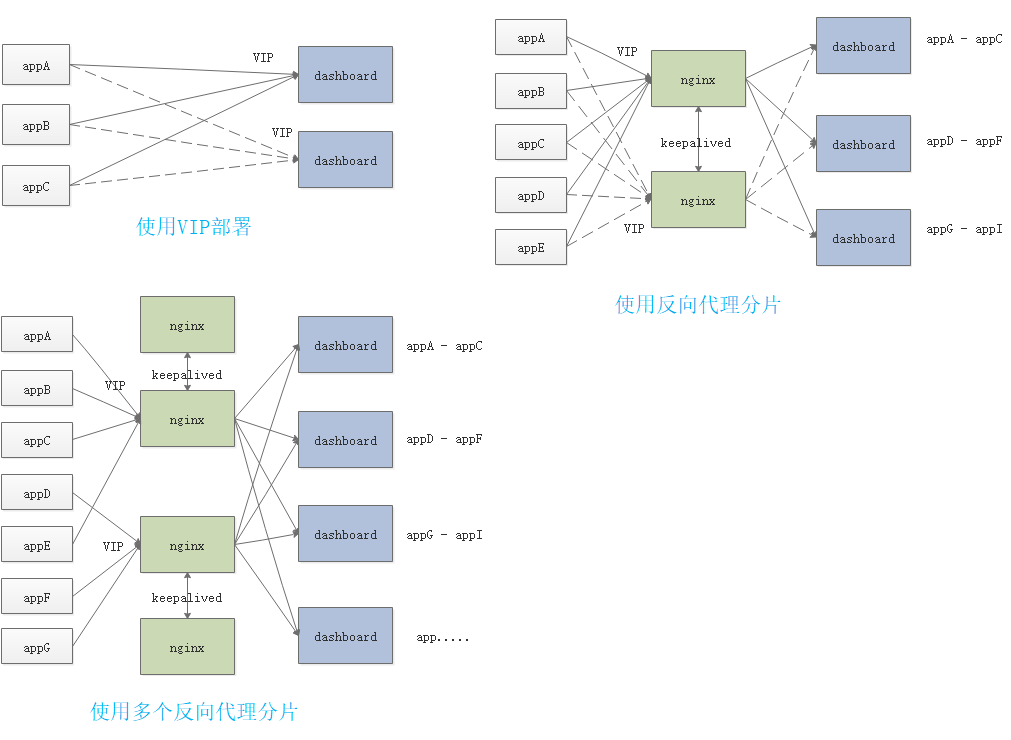 appA
appB
appC
VIP
VIP
dashboard
dashboard
使用VIP部署
appA
appB
appC
appD
appE
VIP
nginx
keepalived
nginx
VIP
dashboard
appA - appC
dashboard
appD - appF
dashboard
appG - appI
使用反向代理分片
appA
appB
appC
appD
appE
appF
appG
VIP
VIP
nginx
keepalived
nginx
nginx
keepalived
nginx
dashboard
appA - appC
dashboard
appD - appF
dashboard
appG - appI
dashboard
app.....
使用多个反向代理分片